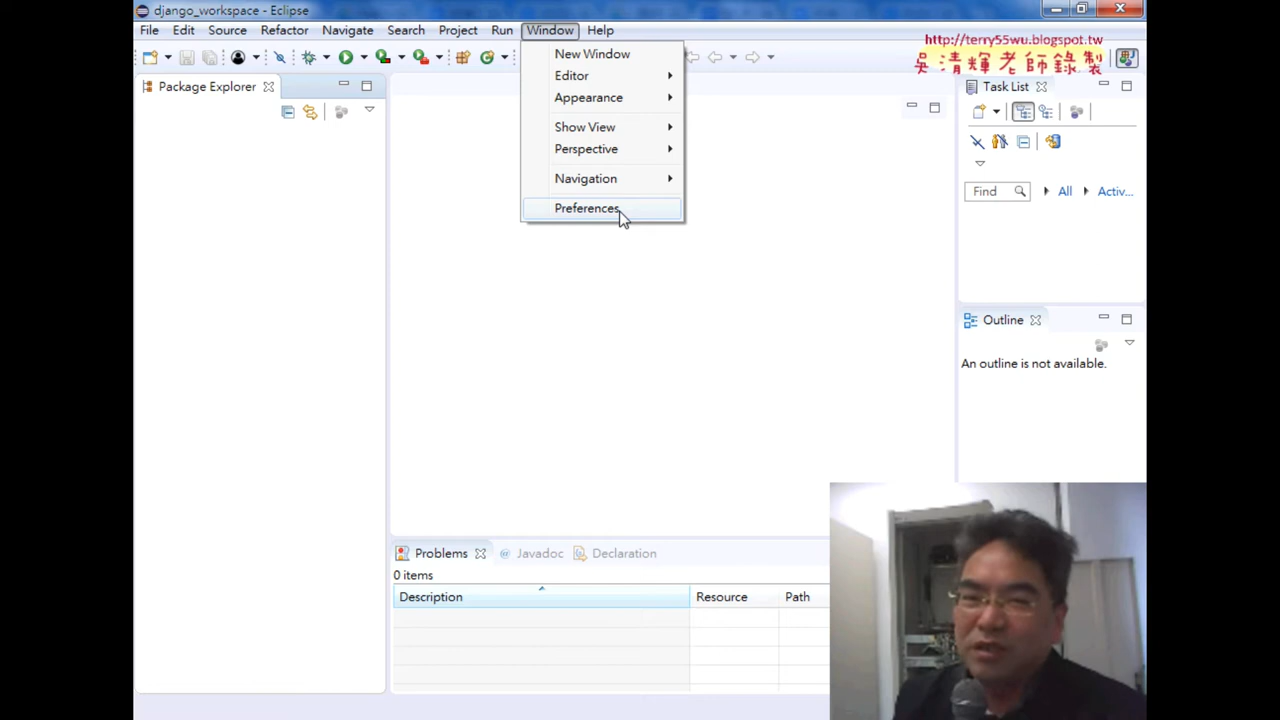 django_workspace - Eclipse
File Edit Source Refactor Navigate Search Project Run Window Help
http://terry55wu.blogspot.tw
吳清輝老師錄製
New Window
Editor
Appearance
Show View
Perspective
Navigation
Preferences
Package Explorer
Task List
Find All Activ...
Outline
An outline is not available.
Problems @ Javadoc Declaration
0 items
Description Resource Path